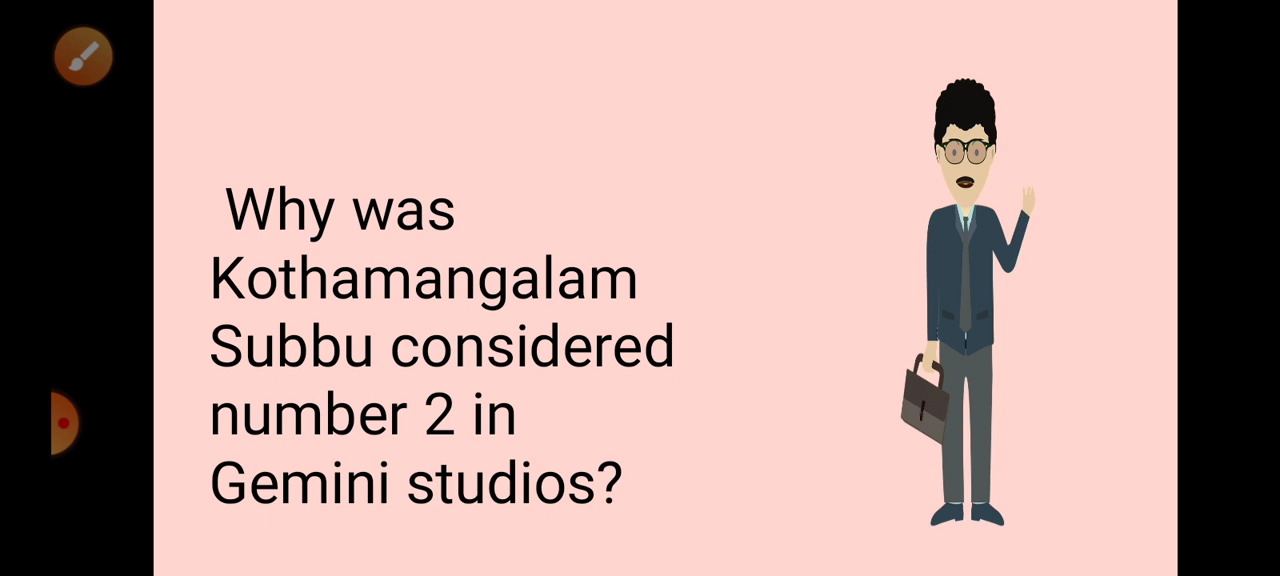 Why was
Kothamangalam
Subbu considered
number 2 in
Gemini studios?